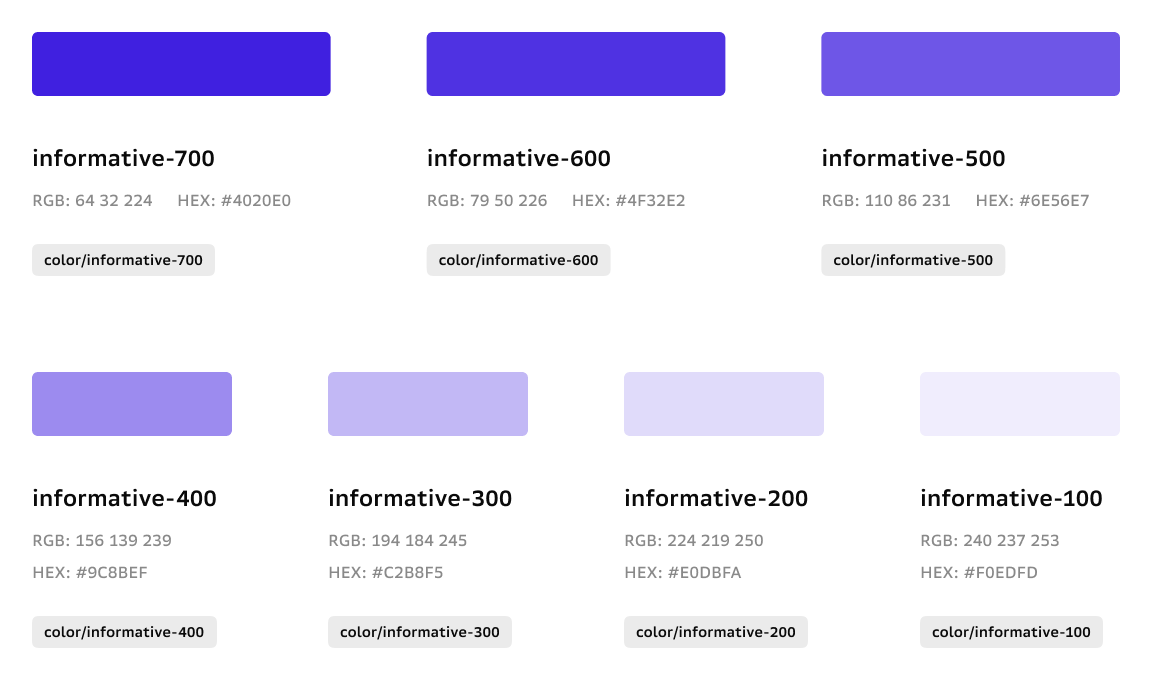 informative-700
RGB: 64 32 224 HEX: #4020E0
color/informative-700
informative-600
RGB: 79 50 226 HEX: #4F32E2
color/informative-600
informative-500
RGB: 110 86 231 HEX: #6E56E7
color/informative-500
informative-400
RGB: 156 139 239
HEX: #9C8BEF
color/informative-400
informative-300
RGB: 194 184 245
HEX: #C2B8F5
color/informative-300
informative-200
RGB: 224 219 250
HEX: #E0DBFA
color/informative-200
informative-100
RGB: 240 237 253
HEX: #F0EDFD
color/informative-100